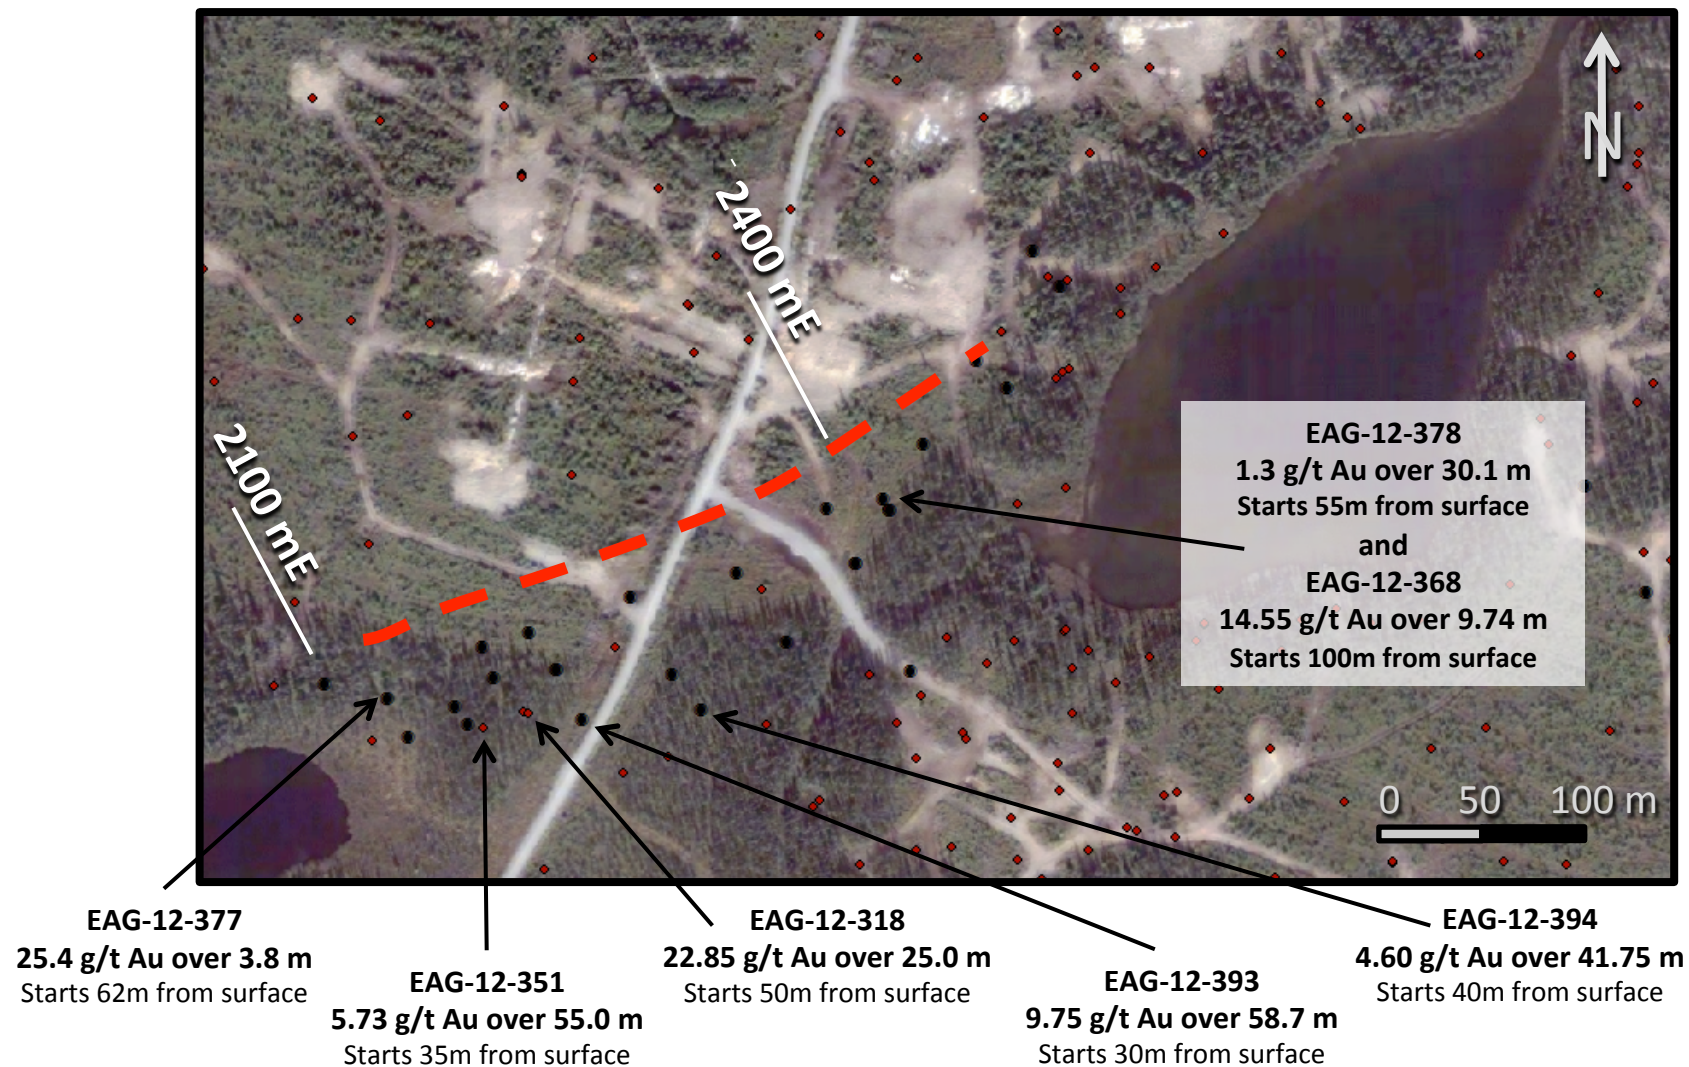 N
2400 mE
2100 mE
EAG-12-378
1.3 g/t Au over 30.1 m
Starts 55m from surface
and
EAG-12-368
14.55 g/t Au over 9.74 m
Starts 100m from surface
0 50 100 m
EAG-12-377
25.4 g/t Au over 3.8 m
Starts 62m from surface
EAG-12-351
5.73 g/t Au over 55.0 m
Starts 35m from surface
EAG-12-318
22.85 g/t Au over 25.0 m
Starts 50m from surface
EAG-12-393
9.75 g/t Au over 58.7 m
Starts 30m from surface
EAG-12-394
4.60 g/t Au over 41.75 m
Starts 40m from surface